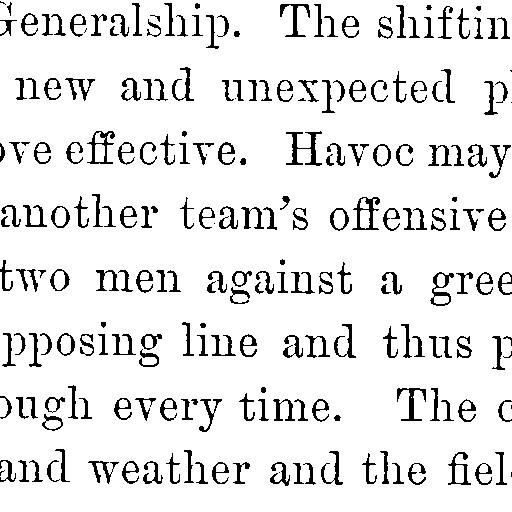 Generalship. The shiftin
new and unexpected pl
ove effective. Havoc may
another team's offensive
two men against a gree
pposing line and thus p
ough every time. The c
and weather and the fiel